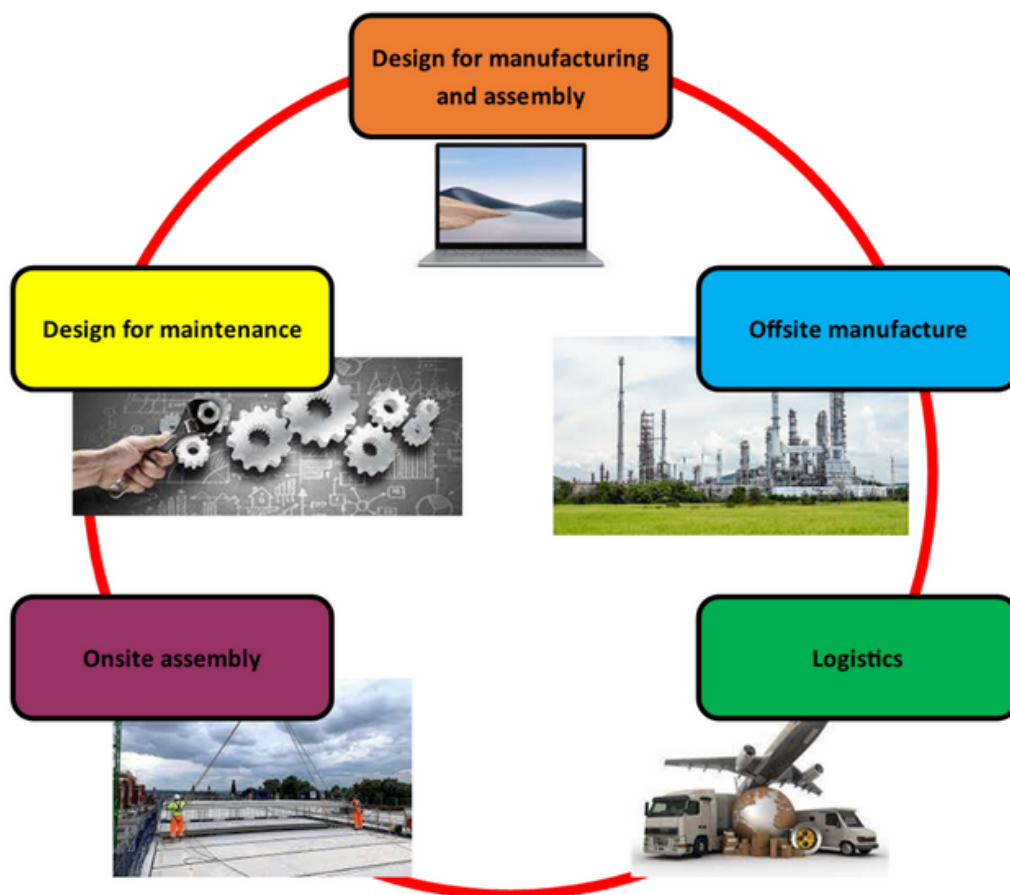 Design for manufacturing
and assembly
Design for maintenance
Offsite manufacture
Onsite assembly
Logistics